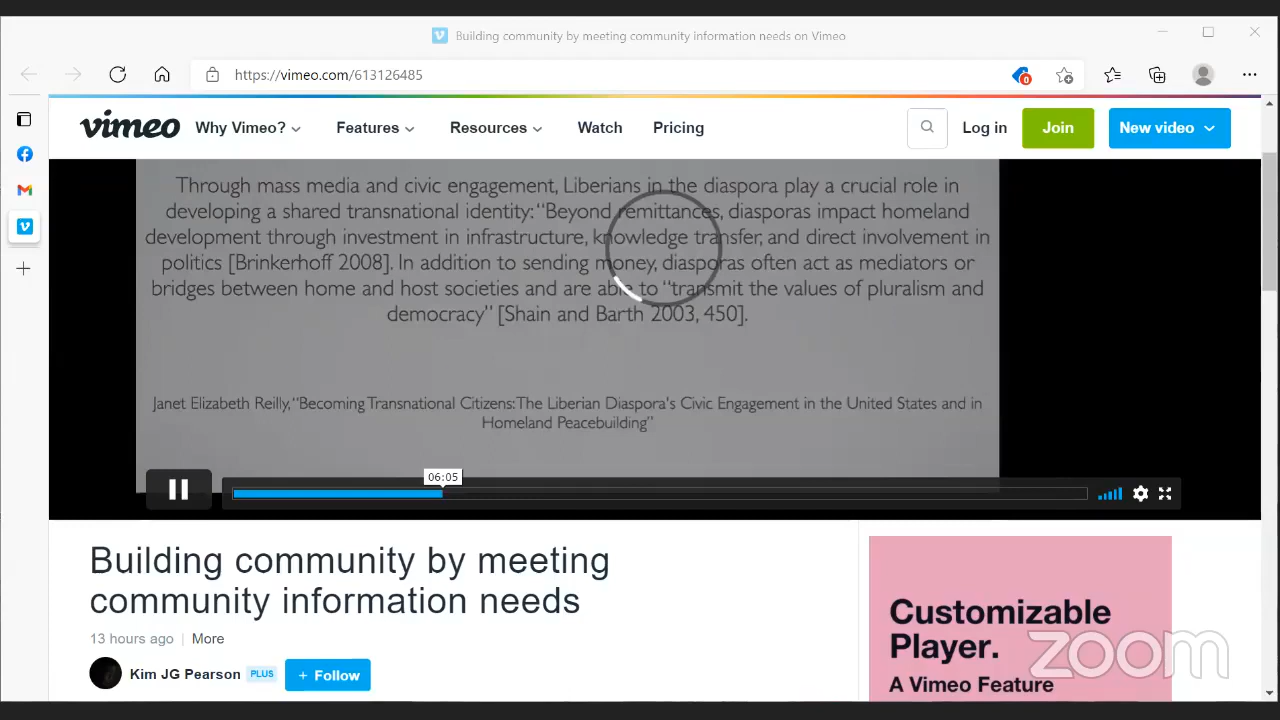 Building community by meeting community information needs on Vimeo
https://vimeo.com/613126485
0
vimeo Why Vimeo? Features Resources Watch Pricing Log in Join New video
Through mass media and civic engagement, Liberians in the diaspora play a crucial role in
developing a shared transnational identity: “Beyond remittances, diasporas impact homeland
development through investment in infrastructure, knowledge transfer, and direct involvement in
politics [Brinkerhoff 2008]. In addition to sending money, diasporas often act as mediators or
bridges between home and host societies and are able to “transmit the values of pluralism and
democracy” [Shain and Barth 2003, 450].
Janet Elizabeth Reilly, “Becoming Transnational Citizens: The Liberian Diaspora's Civic Engagement in the United States and in
Homeland Peacebuilding”
06:05
Building community by meeting
community information needs
13 hours ago | More
Kim JG Pearson PLUS + Follow
Customizable
Player.
A Vimeo Feature
zoom